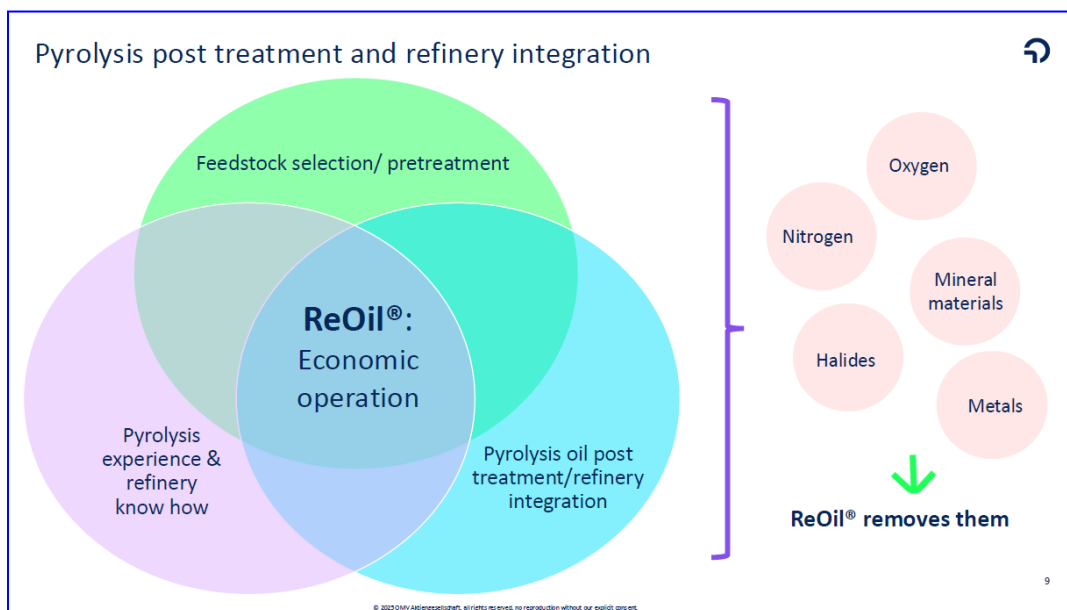 Pyrolysis post treatment and refinery integration
Feedstock selection/ pretreatment
ReOil®:
Economic
operation
Pyrolysis
experience &
refinery
know how
Pyrolysis oil post
treatment/refinery
integration
Oxygen
Nitrogen
Mineral
materials
Halides
Metals
ReOil® removes them
9
© 2025 OMV Aktiengesellschaft, all rights reserved, no reproduction without our explicit consent.